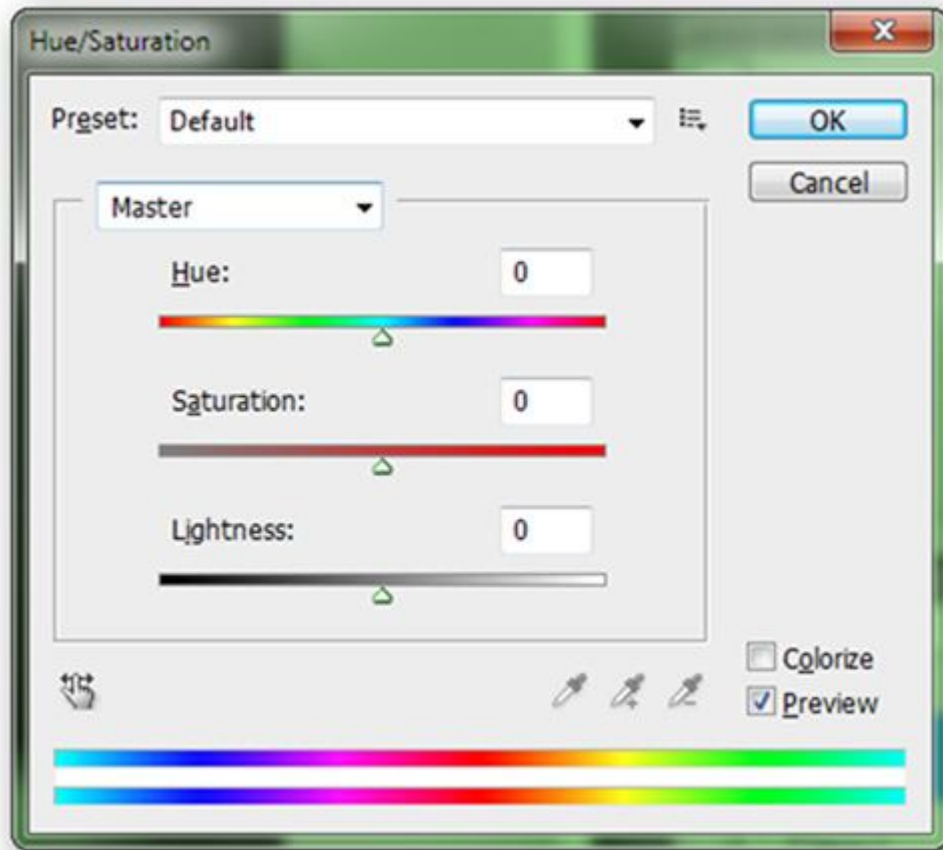 Hue/Saturation
Preset: Default
OK
Cancel
Master
Hue: 0
Saturation: 0
Lightness: 0
Colorize
Preview